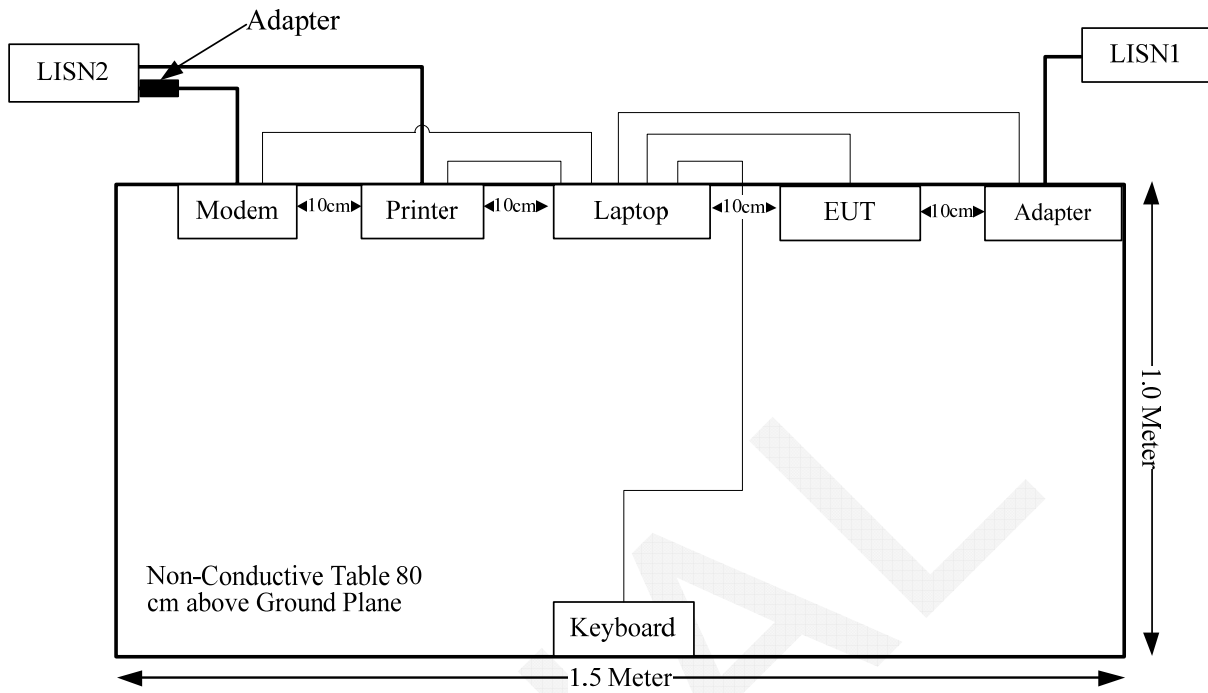 Adapter
LISN2
LISN1
Modem
10cm
Printer
10cm
Laptop
10cm
EUT
10cm
Adapter
1.0 Meter
Non-Conductive Table 80
cm above Ground Plane
Keyboard
1.5 Meter